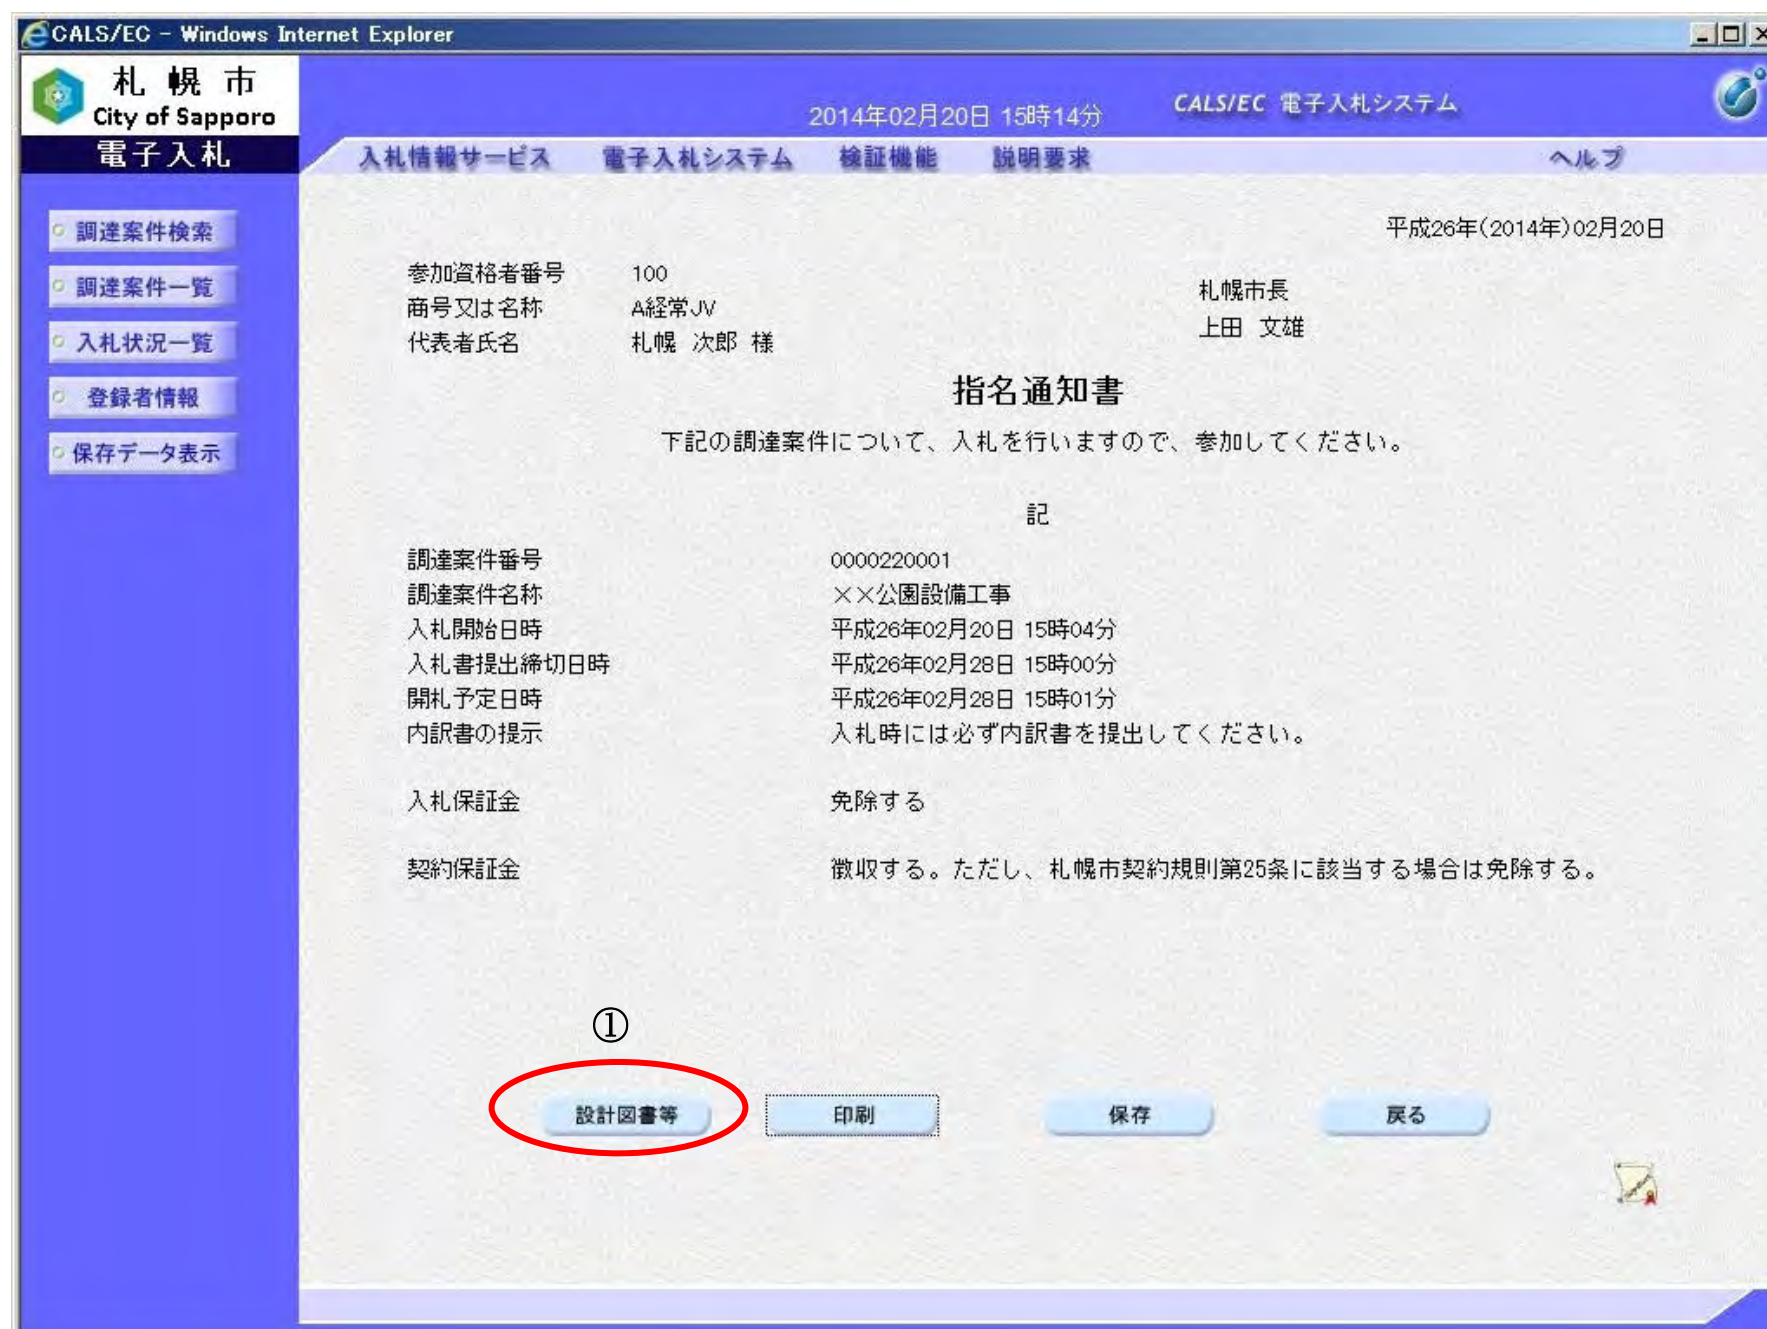 CALS/EC - Windows Internet Explorer
札幌市
City of Sapporo
2014年02月20日 15時14分
CALS/EC 電子入札システム
電子入札
入札情報サービス 電子入札システム 検証機能 説明要求 ヘルプ
調達案件検索
調達案件一覧
入札状況一覧
登録者情報
保存データ表示
平成26年(2014年)02月20日
参加資格者番号 100
商号又は名称 A経常JV
代表者氏名 札幌 次郎 様
札幌市長
上田 文雄
指名通知書
下記の調達案件について、入札を行いますので、参加してください。
記
調達案件番号 0000220001
調達案件名称 ××公園設備工事
入札開始日時 平成26年02月20日 15時04分
入札書提出締切日時 平成26年02月28日 15時00分
開札予定日時 平成26年02月28日 15時01分
内訳書の提示 入札時には必ず内訳書を提出してください。
入札保証金 免除する
契約保証金 徴収する。ただし、札幌市契約規則第25条に該当する場合は免除する。
①
設計図書等 印刷 保存 戻る